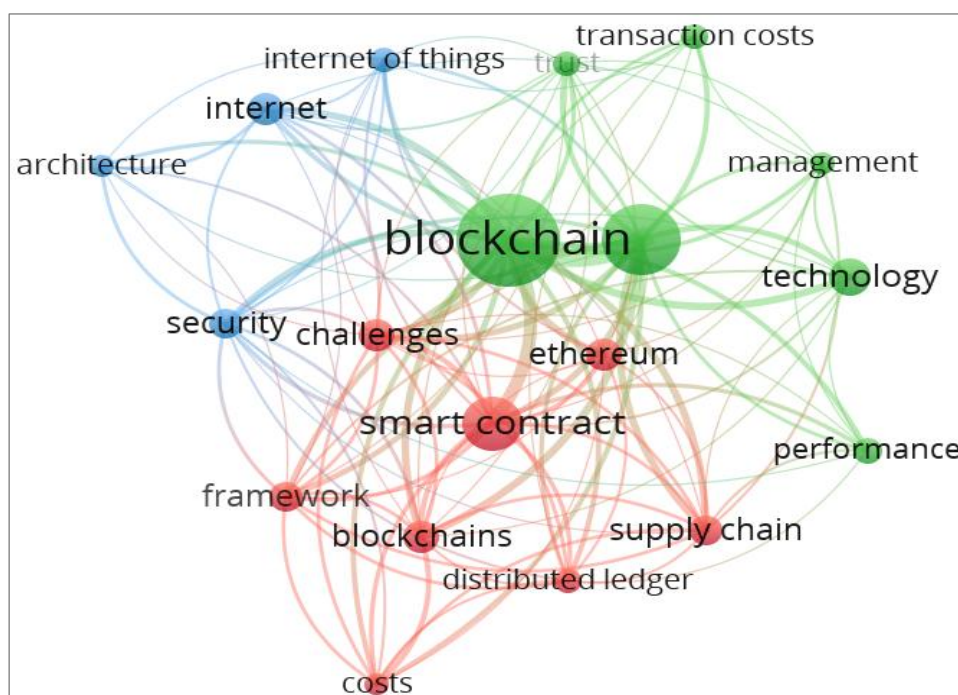 transaction costs
internet of things
trust
internet
architecture
management
blockchain
technology
security
challenges
ethereum
smart contract
performance
framework
blockchains
supply chain
distributed ledger
costs